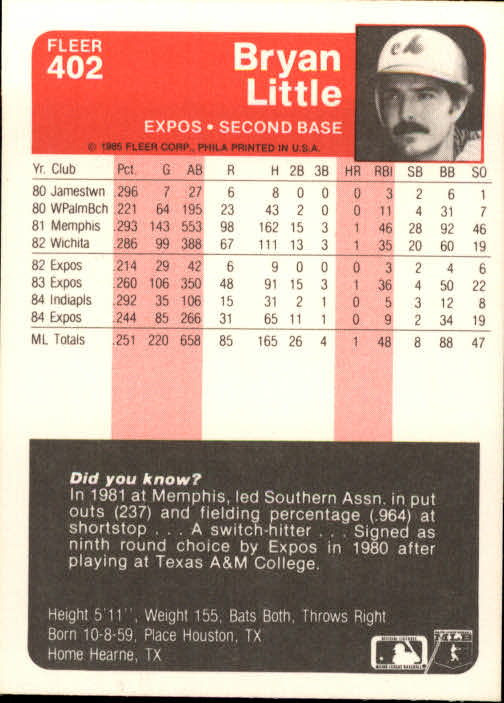 FLEER
402
Bryan
Little
EXPOS • SECOND BASE
© 1985 FLEER CORP., PHILA PRINTED IN U.S.A.
Yr. Club Pct. G AB R H 2B 3B HR RBI SB BB SO
80 Jamestwn .296 7 27 6 8 0 0 0 3 2 6 1
80 WPalmBch .221 64 195 23 43 2 0 0 11 4 31 7
81 Memphis .293 143 553 98 162 15 3 1 46 28 92 46
82 Wichita .286 99 388 67 111 13 3 1 35 20 60 19
82 Expos .214 29 42 6 9 0 0 0 3 2 4 6
83 Expos .260 106 350 48 91 15 3 1 36 4 50 22
84 Indiapls .292 35 106 15 31 2 1 0 5 3 12 8
84 Expos .244 85 266 31 65 11 1 0 9 2 34 19
ML Totals .251 220 658 85 165 26 4 1 48 8 88 47
Did you know?
In 1981 at Memphis, led Southern Assn. in put
outs (237) and fielding percentage (.964) at
shortstop . . . A switch-hitter . . . Signed as
ninth round choice by Expos in 1980 after
playing at Texas A&M College.
Height 5'11", Weight 155, Bats Both, Throws Right
Born 10-8-59, Place Houston, TX
Home Hearne, TX